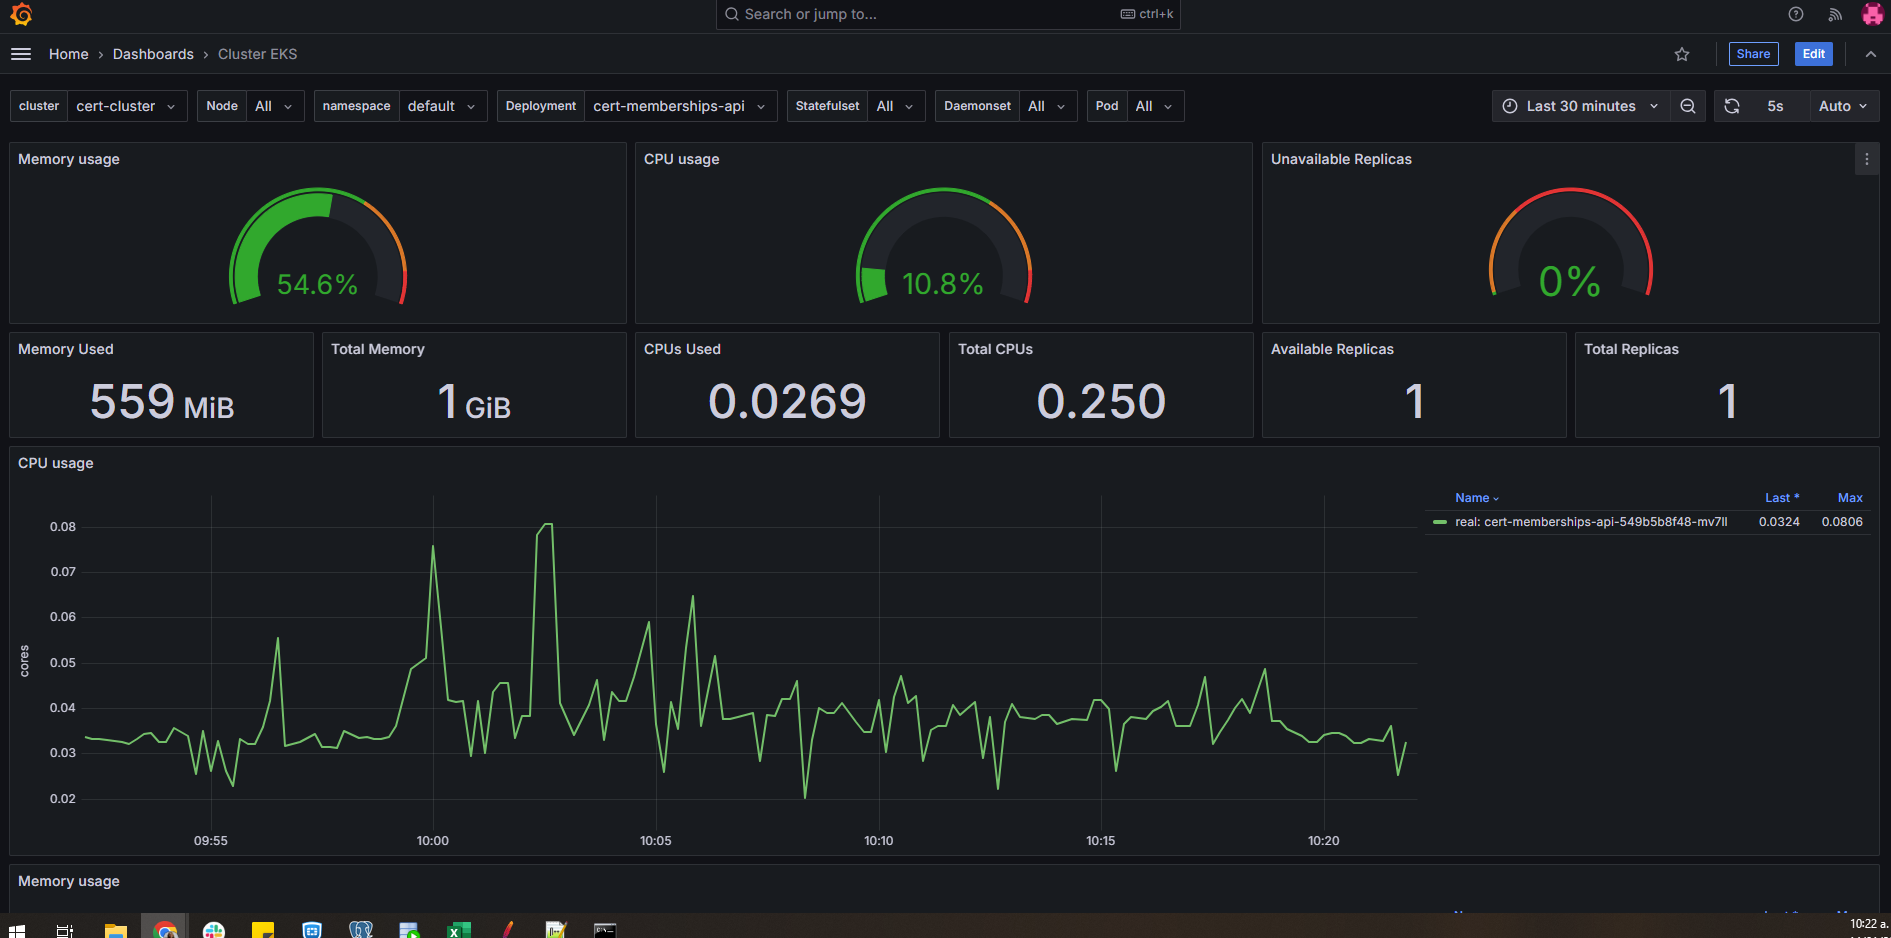 Search or jump to...
ctrl+k
Home › Dashboards › Cluster EKS
Share
Edit
cluster cert-cluster
Node All
namespace default
Deployment cert-memberships-api
Statefulset All
Daemonset All
Pod All
Last 30 minutes
5s
Auto
Memory usage
54.6%
CPU usage
10.8%
Unavailable Replicas
0%
Memory Used
559 MiB
Total Memory
1 GiB
CPUs Used
0.0269
Total CPUs
0.250
Available Replicas
1
Total Replicas
1
CPU usage
cores
0.08
0.07
0.06
0.05
0.04
0.03
0.02
09:55
10:00
10:05
10:10
10:15
10:20
Name Last * Max
real: cert-memberships-api-549b5b8f48-mv7ll 0.0324 0.0806
Memory usage
10:22 a.